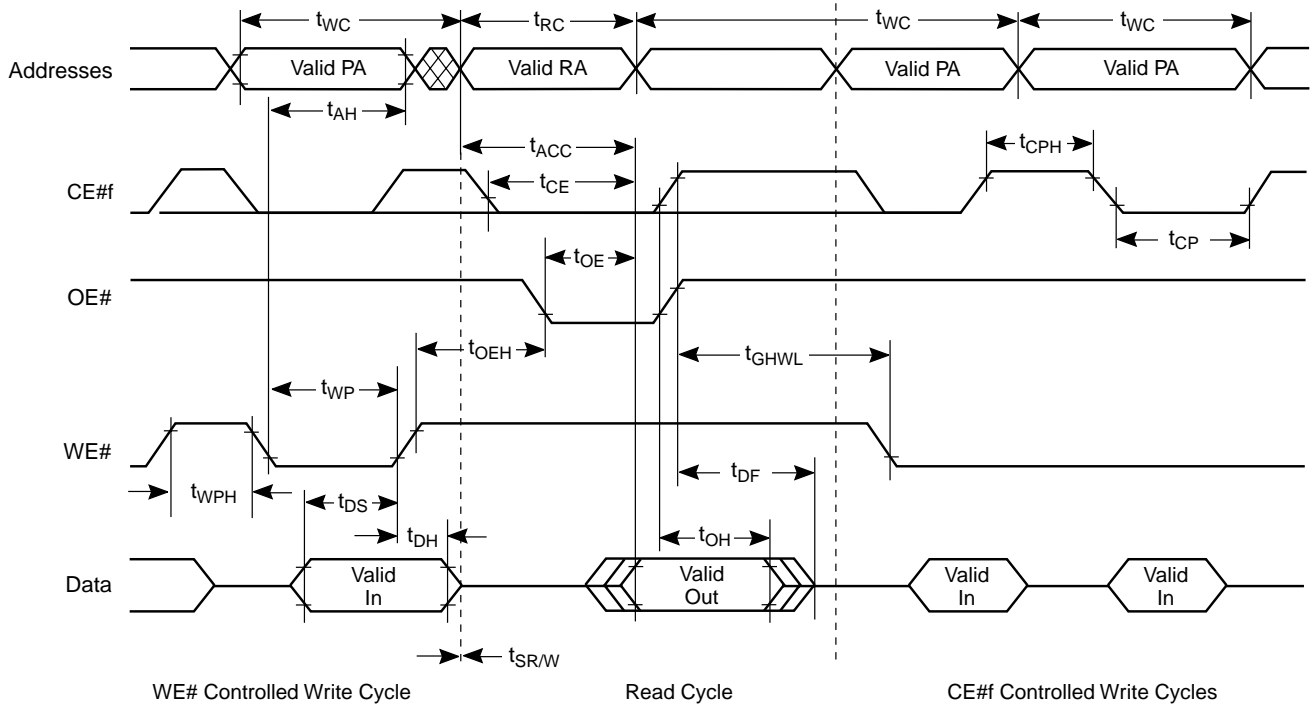 tWC tRC tWC tWC
Addresses Valid PA Valid RA Valid PA Valid PA
tAH
tACC tCPH
CE#f tCE
tCP
tOE
OE#
tOEH tGHWL
tWP
WE#
tDF
tWPH tDS
tDH tOH
Data Valid In Valid Out Valid In Valid In
tSR/W
WE# Controlled Write Cycle Read Cycle CE#f Controlled Write Cycles